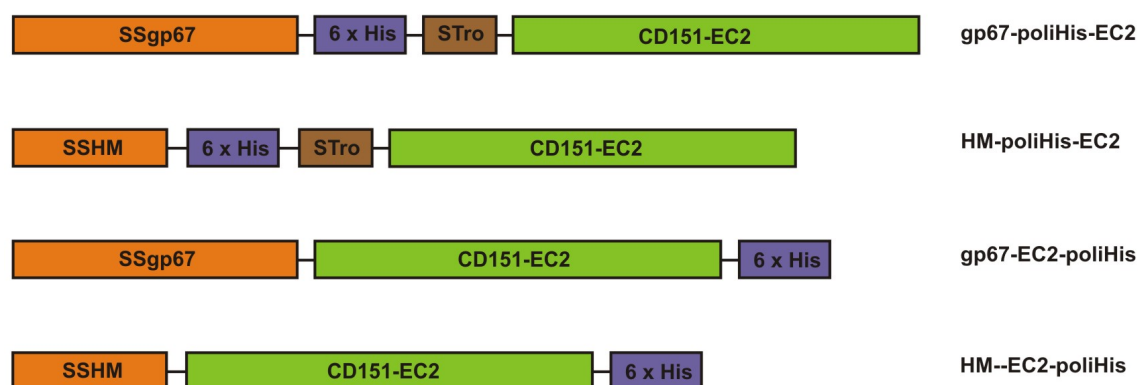 SSgp67 6 x His STro CD151-EC2 gp67-poliHis-EC2
SSHM 6 x His STro CD151-EC2 HM-poliHis-EC2
SSgp67 CD151-EC2 6 x His gp67-EC2-poliHis
SSHM CD151-EC2 6 x His HM--EC2-poliHis